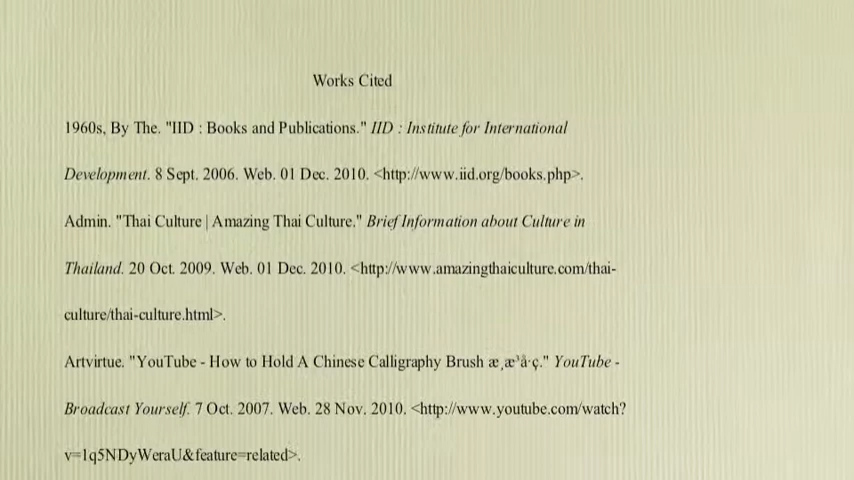 Works Cited
1960s, By The. "IID : Books and Publications." IID : Institute for International
Development. 8 Sept. 2006. Web. 01 Dec. 2010. <http://www.iid.org/books.php>.
Admin. "Thai Culture | Amazing Thai Culture." Brief Information about Culture in
Thailand. 20 Oct. 2009. Web. 01 Dec. 2010. <http://www.amazingthaiculture.com/thai-
culture/thai-culture.html>.
Artvirtue. "YouTube - How to Hold A Chinese Calligraphy Brush æ¸æ³å·ç." YouTube -
Broadcast Yourself. 7 Oct. 2007. Web. 28 Nov. 2010. <http://www.youtube.com/watch?
v=1q5NDyWeraU&feature=related>.